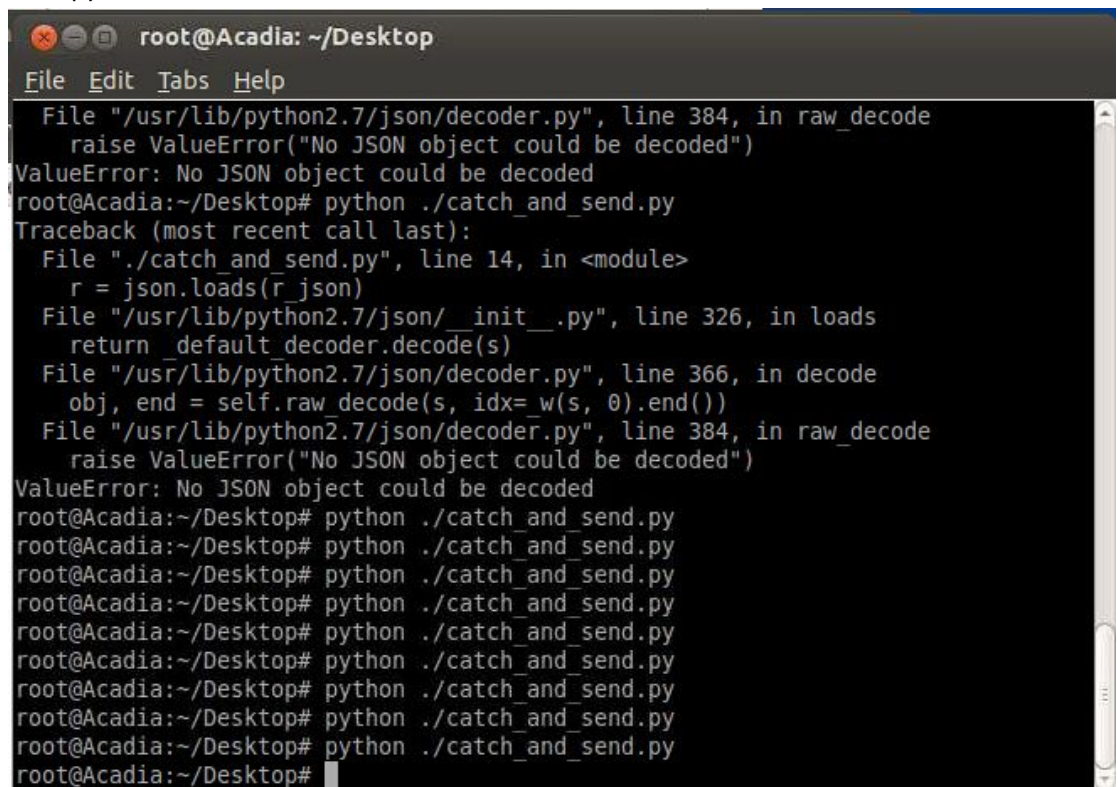 root@Acadia: ~/Desktop
File Edit Tabs Help
  File "/usr/lib/python2.7/json/decoder.py", line 384, in raw_decode
    raise ValueError("No JSON object could be decoded")
ValueError: No JSON object could be decoded
root@Acadia:~/Desktop# python ./catch_and_send.py
Traceback (most recent call last):
  File "./catch_and_send.py", line 14, in <module>
    r = json.loads(r_json)
  File "/usr/lib/python2.7/json/__init__.py", line 326, in loads
    return _default_decoder.decode(s)
  File "/usr/lib/python2.7/json/decoder.py", line 366, in decode
    obj, end = self.raw_decode(s, idx=_w(s, 0).end())
  File "/usr/lib/python2.7/json/decoder.py", line 384, in raw_decode
    raise ValueError("No JSON object could be decoded")
ValueError: No JSON object could be decoded
root@Acadia:~/Desktop# python ./catch_and_send.py
root@Acadia:~/Desktop# python ./catch_and_send.py
root@Acadia:~/Desktop# python ./catch_and_send.py
root@Acadia:~/Desktop# python ./catch_and_send.py
root@Acadia:~/Desktop# python ./catch_and_send.py
root@Acadia:~/Desktop# python ./catch_and_send.py
root@Acadia:~/Desktop# python ./catch_and_send.py
root@Acadia:~/Desktop# python ./catch_and_send.py
root@Acadia:~/Desktop# python ./catch_and_send.py
root@Acadia:~/Desktop#